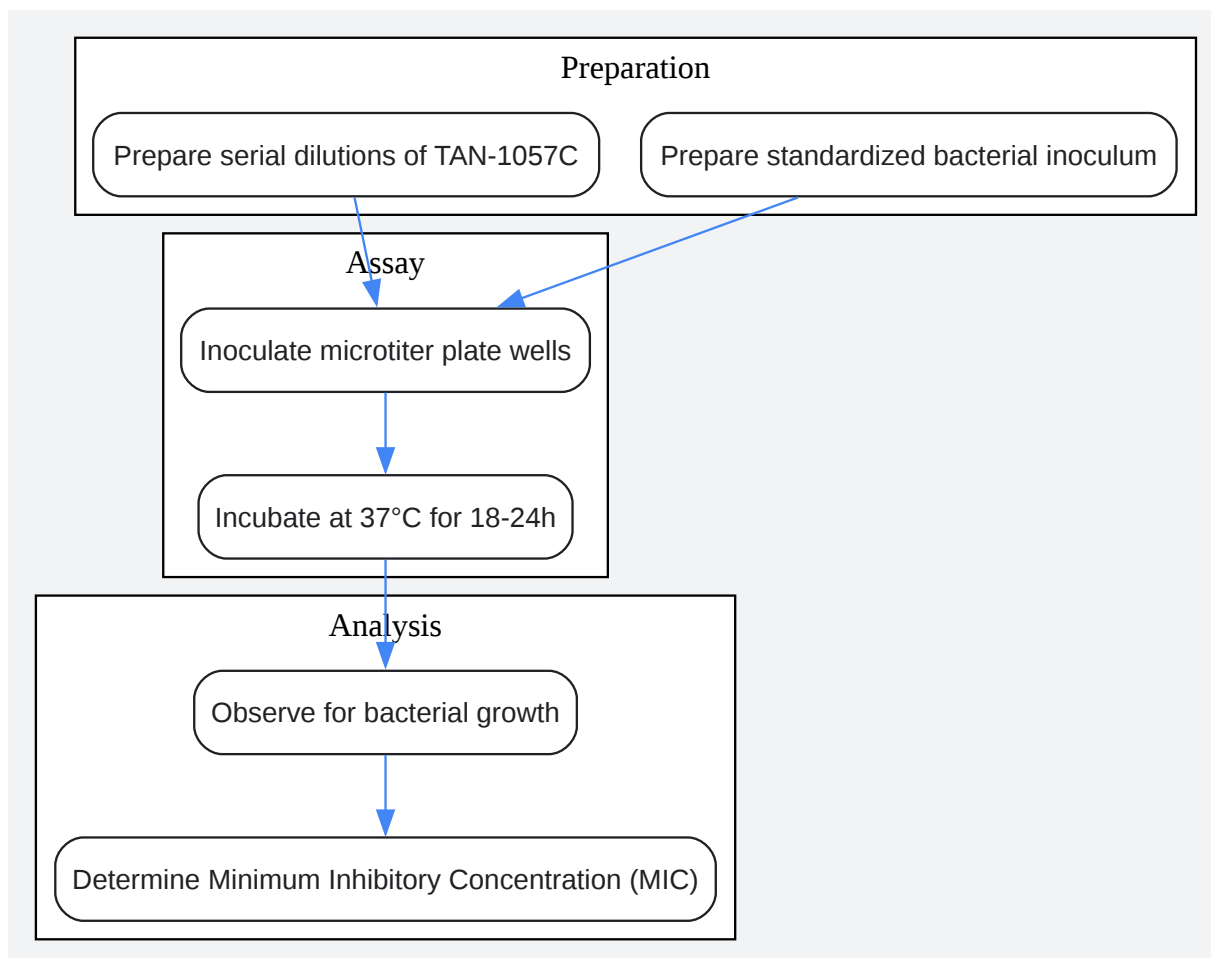 Preparation
Prepare serial dilutions of TAN-1057C
Prepare standardized bacterial inoculum
Assay
Inoculate microtiter plate wells
Incubate at 37°C for 18-24h
Analysis
Observe for bacterial growth
Determine Minimum Inhibitory Concentration (MIC)